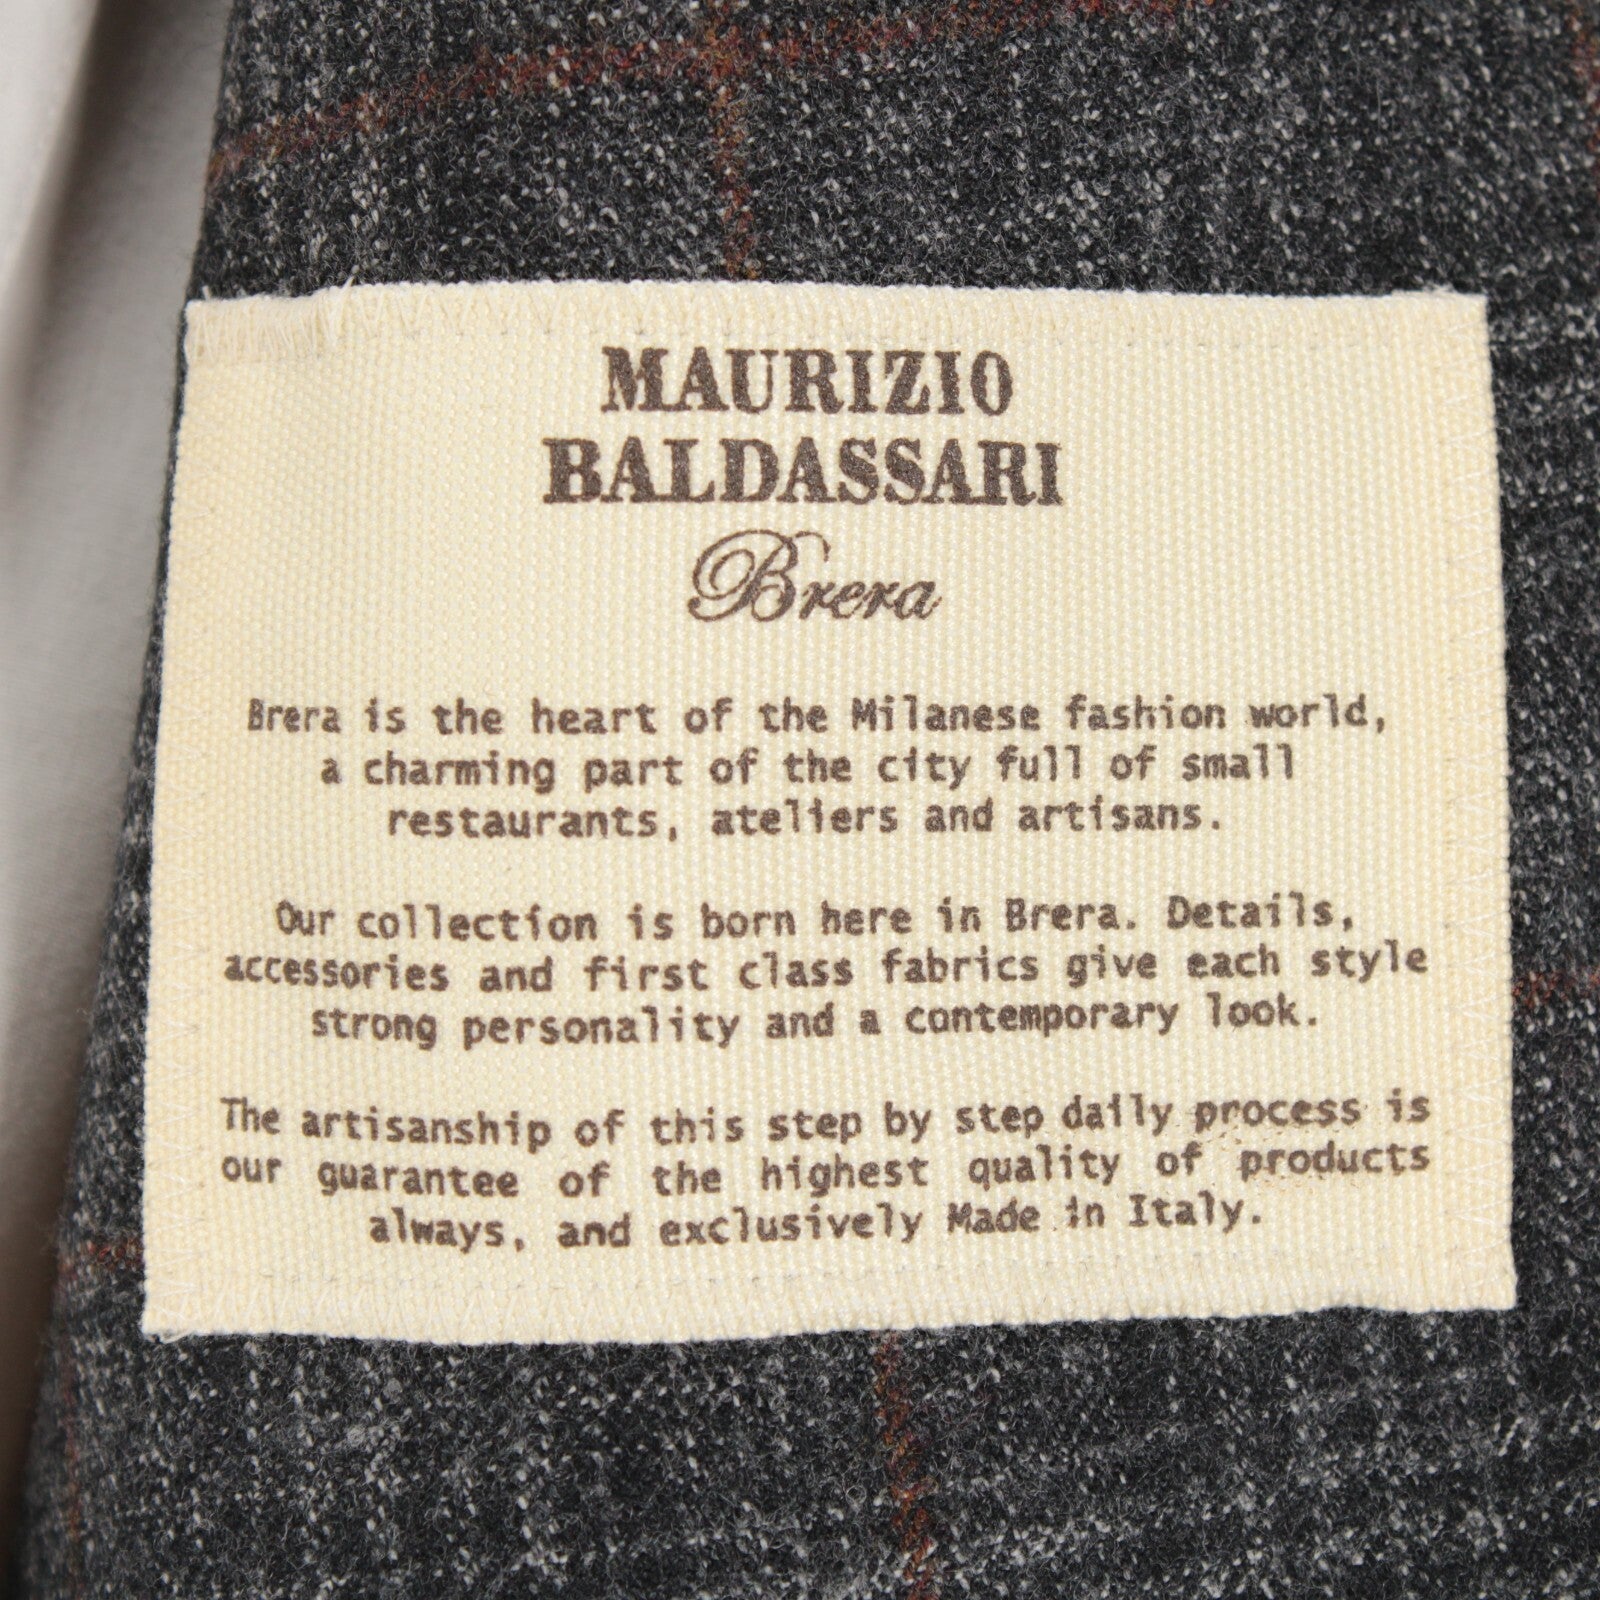 MAURIZIO
BALDASSARI
Brera
Brera is the heart of the Milanese fashion world,
a charming part of the city full of small
restaurants, ateliers and artisans.
Our collection is born here in Brera. Details,
accessories and first class fabrics give each style
strong personality and a contemporary look.
The artisanship of this step by step daily process is
our guarantee of the highest quality of products
always, and exclusively Made in Italy.